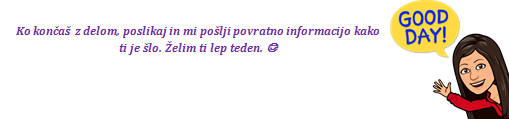 Ko končaš z delom, poslikaj in mi pošlji povratno informacijo kako
ti je šlo. Želim ti lep teden. 😊
GOOD
DAY!